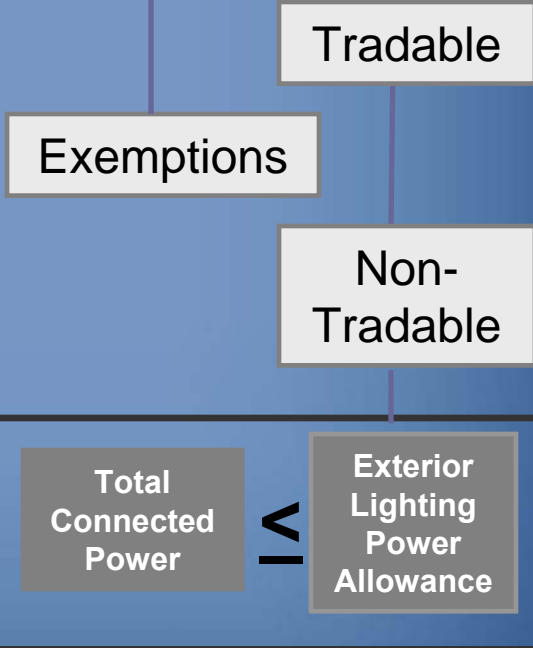 Tradable
Exemptions
Non-
Tradable
Total
Connected
Power
≤
Exterior
Lighting
Power
Allowance